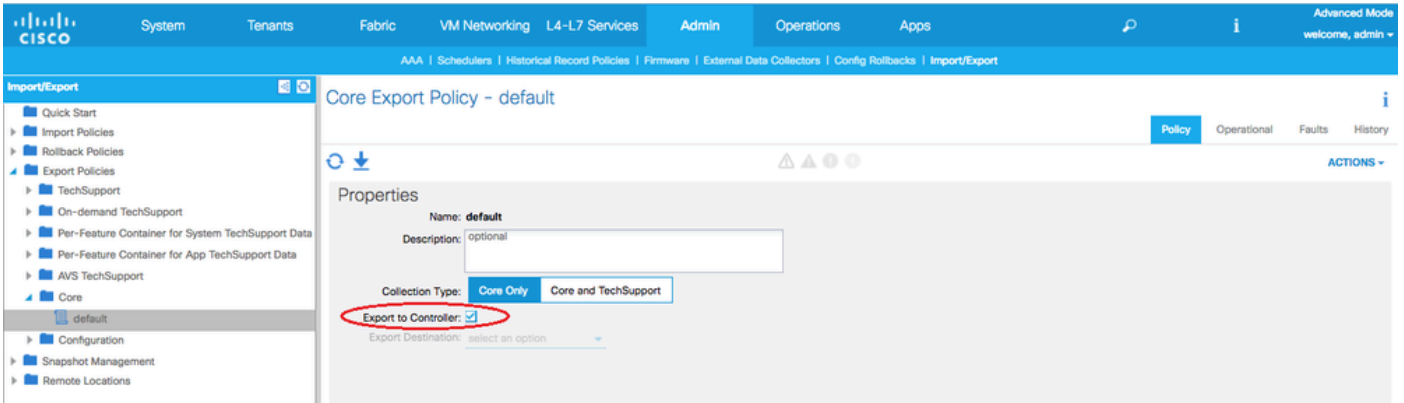 CISCO
System Tenants Fabric VM Networking L4-L7 Services Admin Operations Apps i Advanced Mode
welcome, admin
AAA | Schedulers | Historical Record Policies | Firmware | External Data Collectors | Config Rollbacks | Import/Export
Import/Export
Quick Start
Import Policies
Rollback Policies
Export Policies
TechSupport
On-demand TechSupport
Per-Feature Container for System TechSupport Data
Per-Feature Container for App TechSupport Data
AVS TechSupport
Core
default
Configuration
Snapshot Management
Remote Locations
Core Export Policy - default
i
Policy Operational Faults History
ACTIONS
Properties
Name: default
Description: optional
Collection Type: Core Only Core and TechSupport
Export to Controller:
Export Destination: select an option